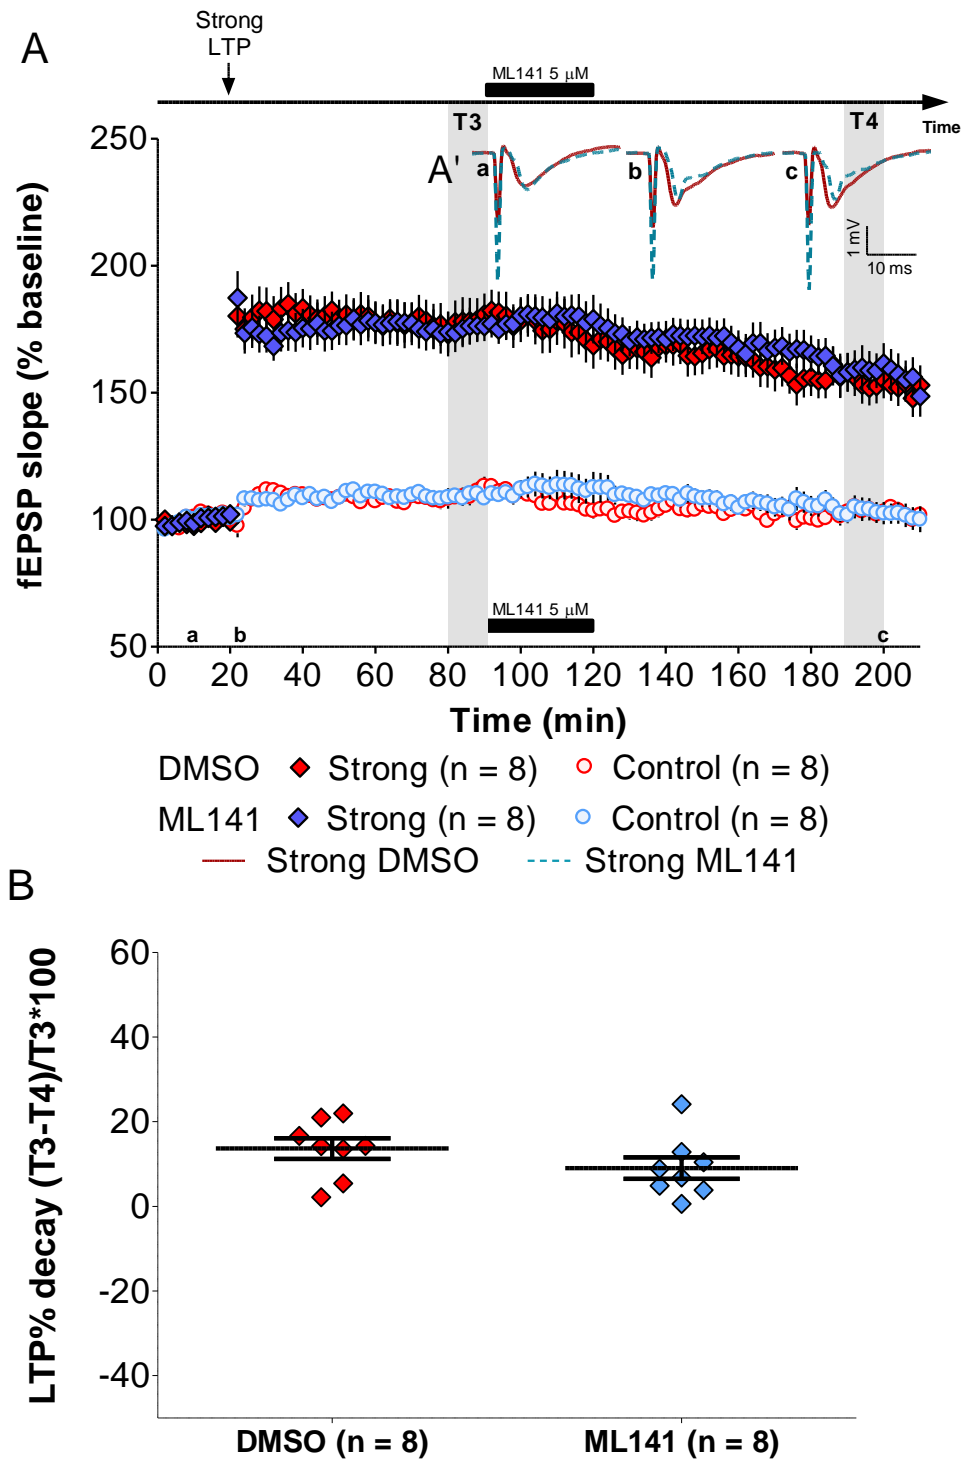 A
Strong
LTP
ML141 5 µM
Time
T3
T4
A'
a
b
c
1 mV
10 ms
fEPSP slope (% baseline)
250
200
150
100
50
ML141 5 µM
a
b
c
0
20
40
60
80
100
120
140
160
180
200
Time (min)
DMSO Strong (n = 8) Control (n = 8)
ML141 Strong (n = 8) Control (n = 8)
Strong DMSO Strong ML141
B
LTP% decay (T3-T4)/T3*100
60
40
20
0
-20
-40
DMSO (n = 8)
ML141 (n = 8)